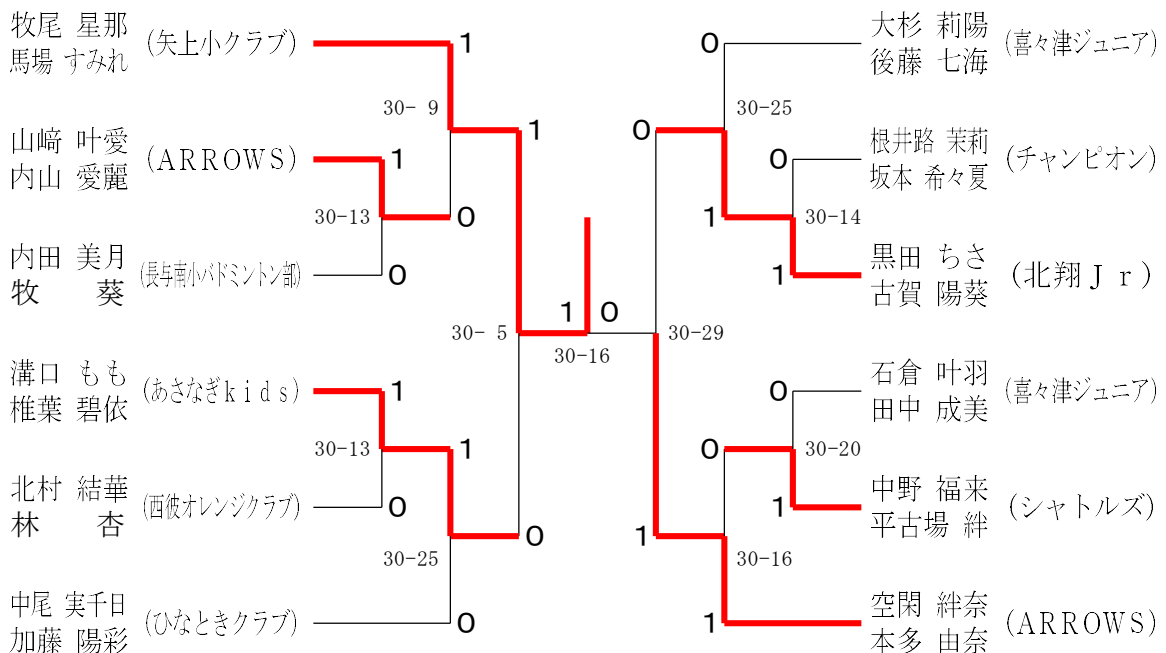 牧尾 星那
馬場 すみれ
(矢上小クラブ)
1
30- 9
1
山﨑 叶愛
内山 愛麗
(ARROWS)
1
30-13
0
内田 美月
牧 葵
(長与南小バドミントン部)
0
30- 5
1
0
30-16
溝口 もも
椎葉 碧依
(あさなぎkids)
1
30-13
1
北村 結華
林 杏
(西彼オレンジクラブ)
0
0
30-25
中尾 実千日
加藤 陽彩
(ひなときクラブ)
0
0
大杉 莉陽
後藤 七海
(喜々津ジュニア)
30-25
0
0
根井路 茉莉
坂本 希々夏
(チャンピオン)
1
30-14
1
黒田 ちさ
古賀 陽葵
(北翔Jr)
30-29
0
石倉 叶羽
田中 成美
(喜々津ジュニア)
0
30-20
1
中野 福来
平古場 絆
(シャトルズ)
1
30-16
1
空閑 絆奈
本多 由奈
(ARROWS)